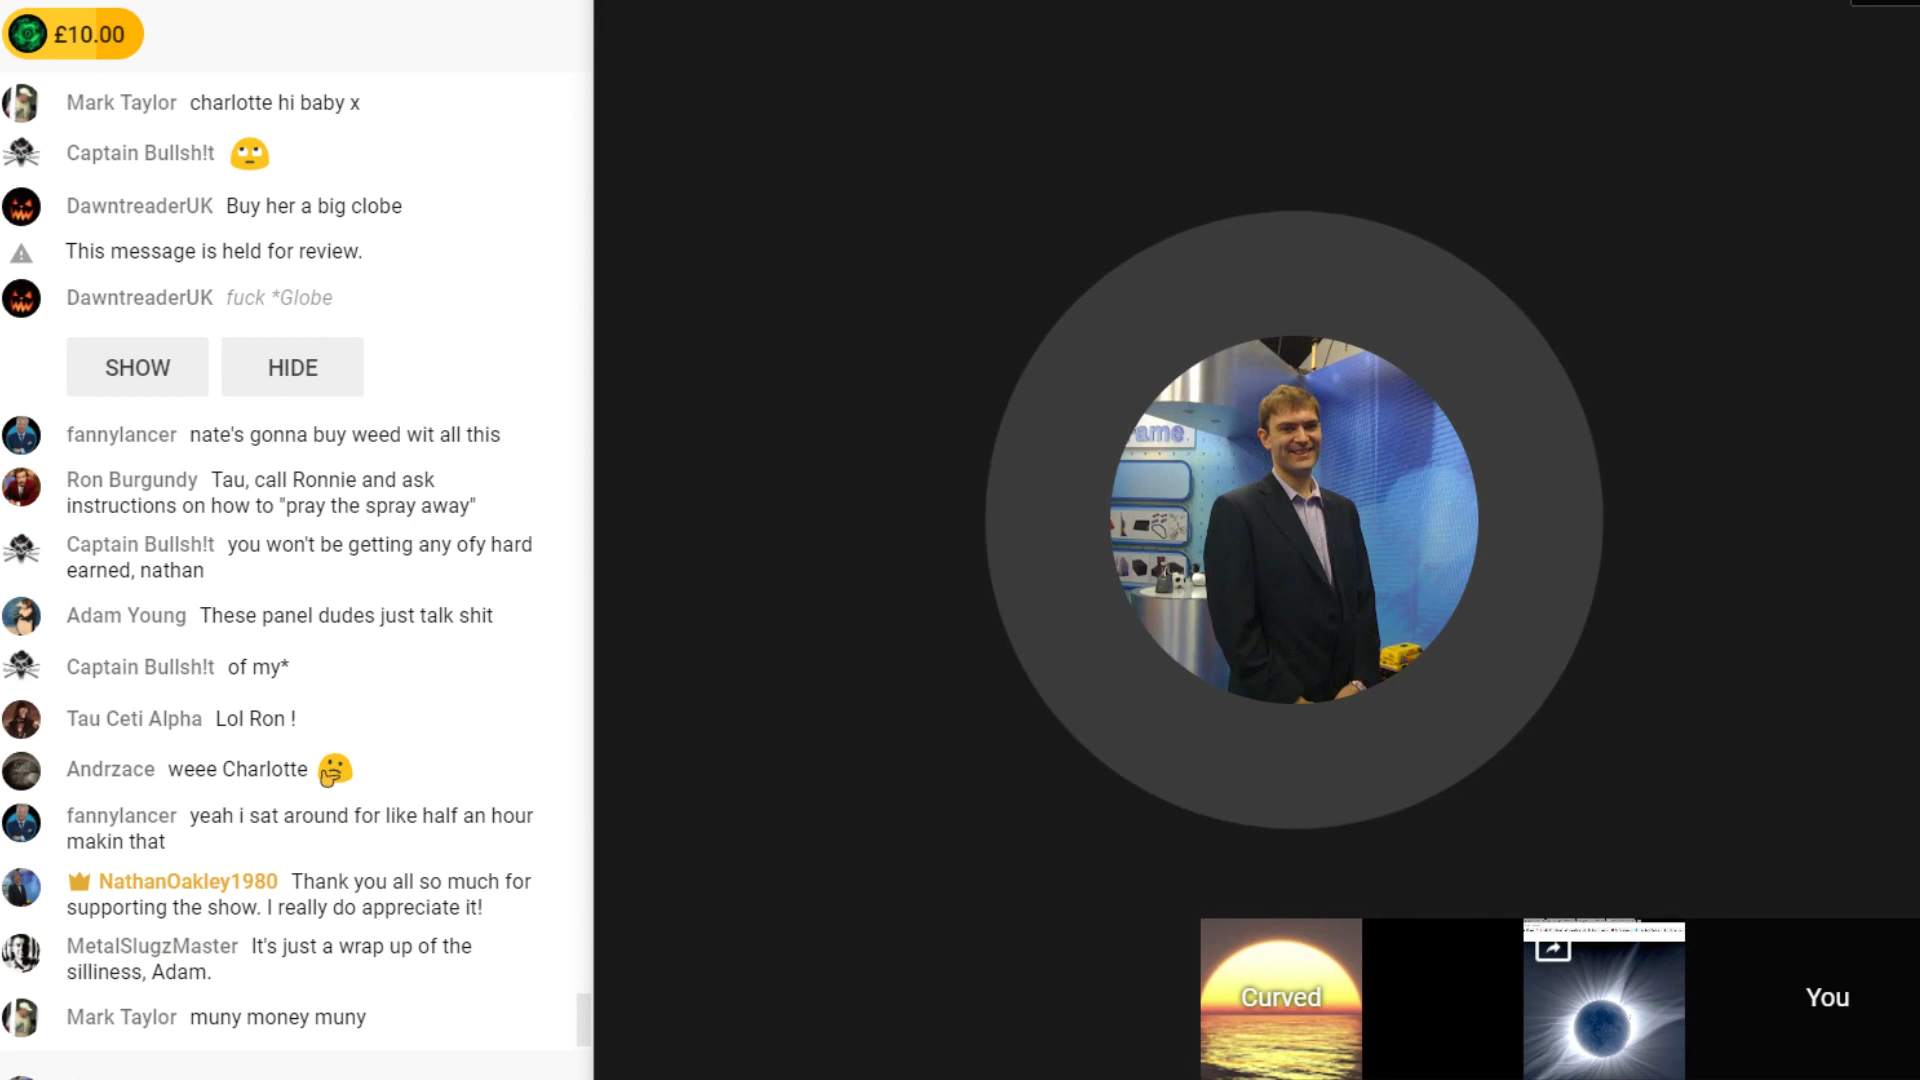 £10.00
Mark Taylor charlotte hi baby x
Captain Bullsh!t
DawntreaderUK Buy her a big clobe
This message is held for review.
DawntreaderUK fuck *Globe
SHOW HIDE
fannylancer nate's gonna buy weed wit all this
Ron Burgundy Tau, call Ronnie and ask
instructions on how to "pray the spray away"
Captain Bullsh!t you won't be getting any ofy hard
earned, nathan
Adam Young These panel dudes just talk shit
Captain Bullsh!t of my*
Tau Ceti Alpha Lol Ron !
Andrzace weee Charlotte
fannylancer yeah i sat around for like half an hour
makin that
NathanOakley1980 Thank you all so much for
supporting the show. I really do appreciate it!
MetalSlugzMaster It's just a wrap up of the
silliness, Adam.
Mark Taylor muny money muny
rame.
Curved
You